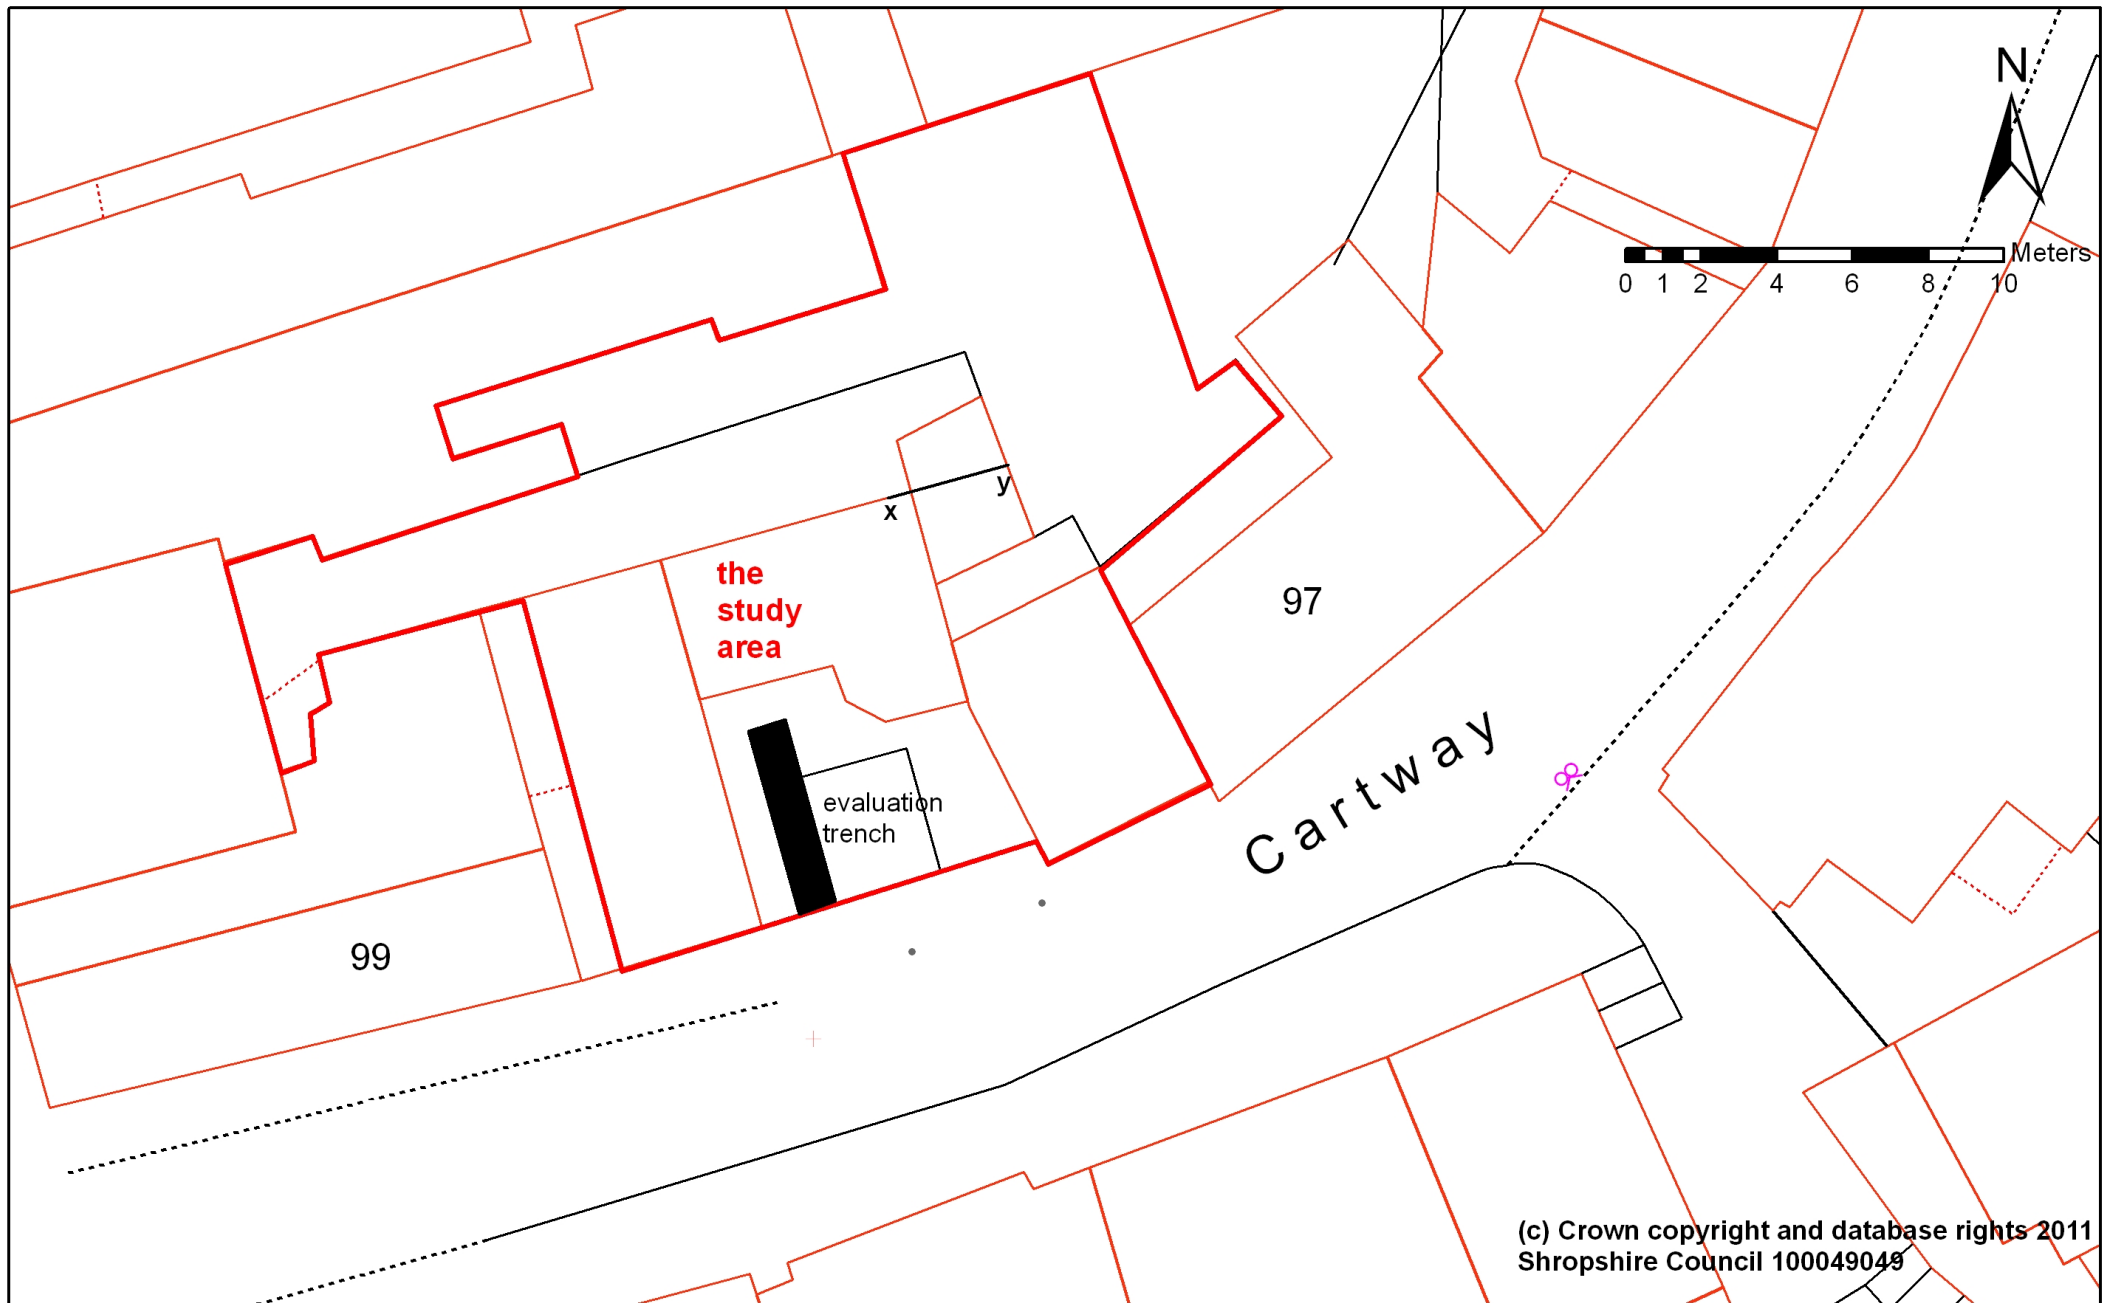 N
Meters
0 1 2 4 6 8 10
x
y
the
study
area
97
evaluation
trench
Cartway
99
(c) Crown copyright and database rights 2011
Shropshire Council 100049049